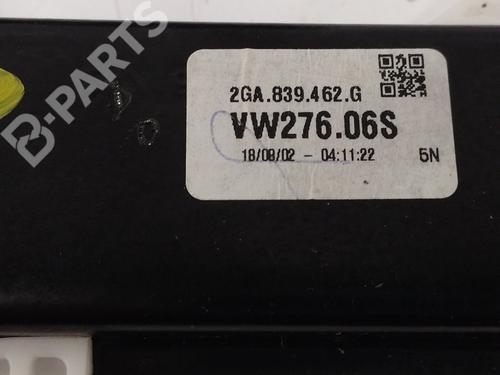 B-PARTS
2GA.839.462.G
VW276.06S
18/08/02 - 04:11:22 5N